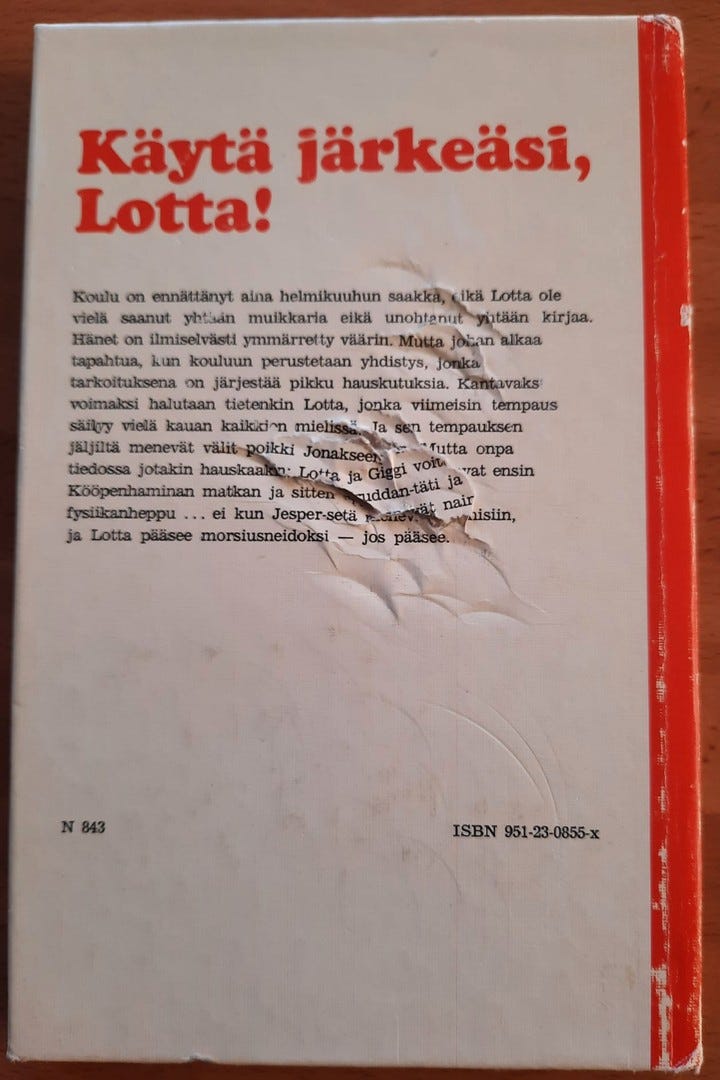 Käytä järkeäsi,
Lotta!
Koulu on ennättänyt aina helmikuuhun saakka, eikä Lotta ole
vielä saanut yhtään muikkaria eikä unohtanut yhtään kirjaa.
Hänet on ilmiselvästi ymmärretty väärin. Mutta johan alkaa
tapahtua, kun kouluun perustetaan yhdistys, jonka
tarkoituksena on järjestää pikku hauskutuksia. Kantavaks
voimaksi halutaan tietenkin Lotta, jonka viimeisin tempaus
säilyy vielä kauan kaikkien mielissä. Ja sen tempauksen
jäljiltä menevät välit poikki Jonakseen Mutta onpa
tiedossa jotakin hauskaakin: Lotta ja Giggi ensin
Kööpenhaminan matkan ja sitten ja
fysiikanheppu ... ei kun Jesper-setä menevät
ja Lotta pääsee morsiusneidoksi — jos pääsee.
N 843
ISBN 951-23-0855-x